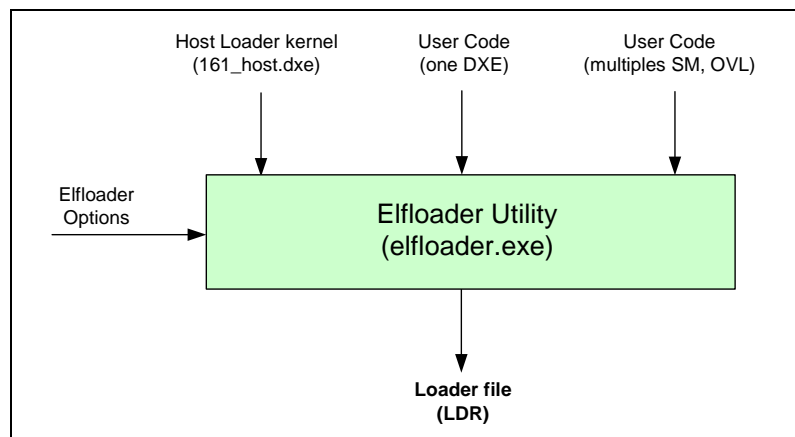 Host Loader kernel
(161_host.dxe)
User Code
(one DXE)
User Code
(multiples SM, OVL)
Elfloader
Options
Elfloader Utility
(elfloader.exe)
Loader file
(LDR)